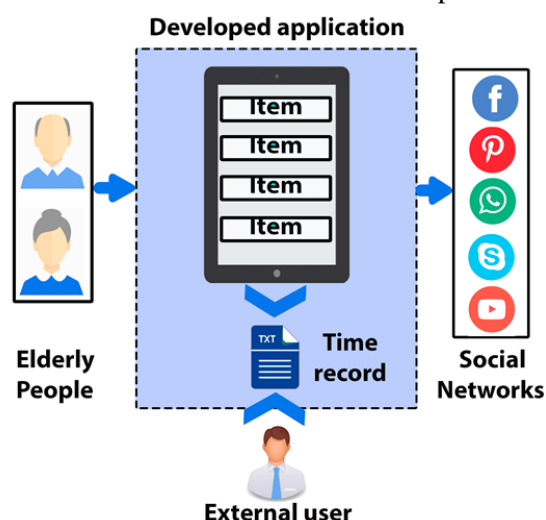 Developed application
Item
Item
Item
Item
TXT
Time
record
Elderly
People
Social
Networks
External user